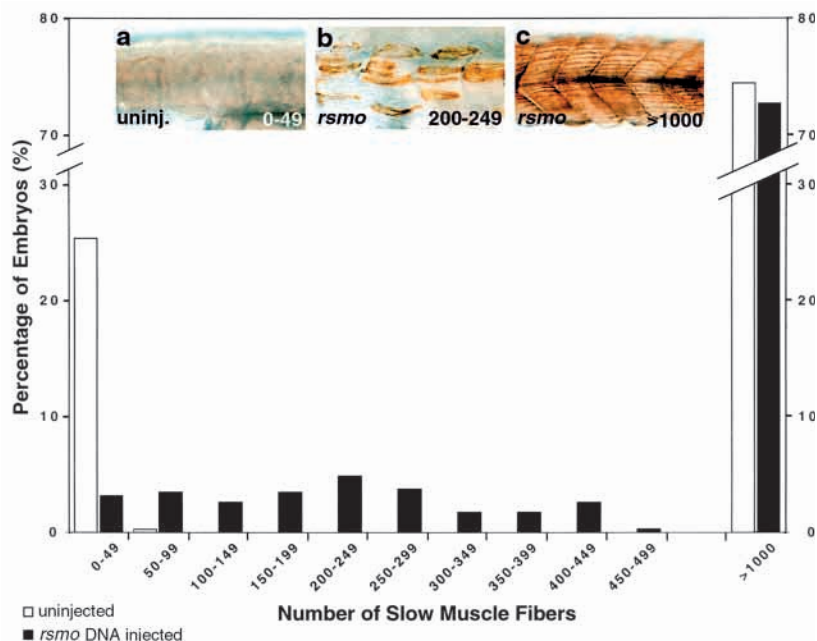 80
70
30
20
10
0
Percentage of Embryos (%)
a
uninj.
0-49
b
rsmo
200-249
c
rsmo
>1000
80
70
30
20
10
0
0-49
50-99
100-149
150-199
200-249
250-299
300-349
350-399
400-449
450-499
>1000
Number of Slow Muscle Fibers
uninjected
rsmo DNA injected